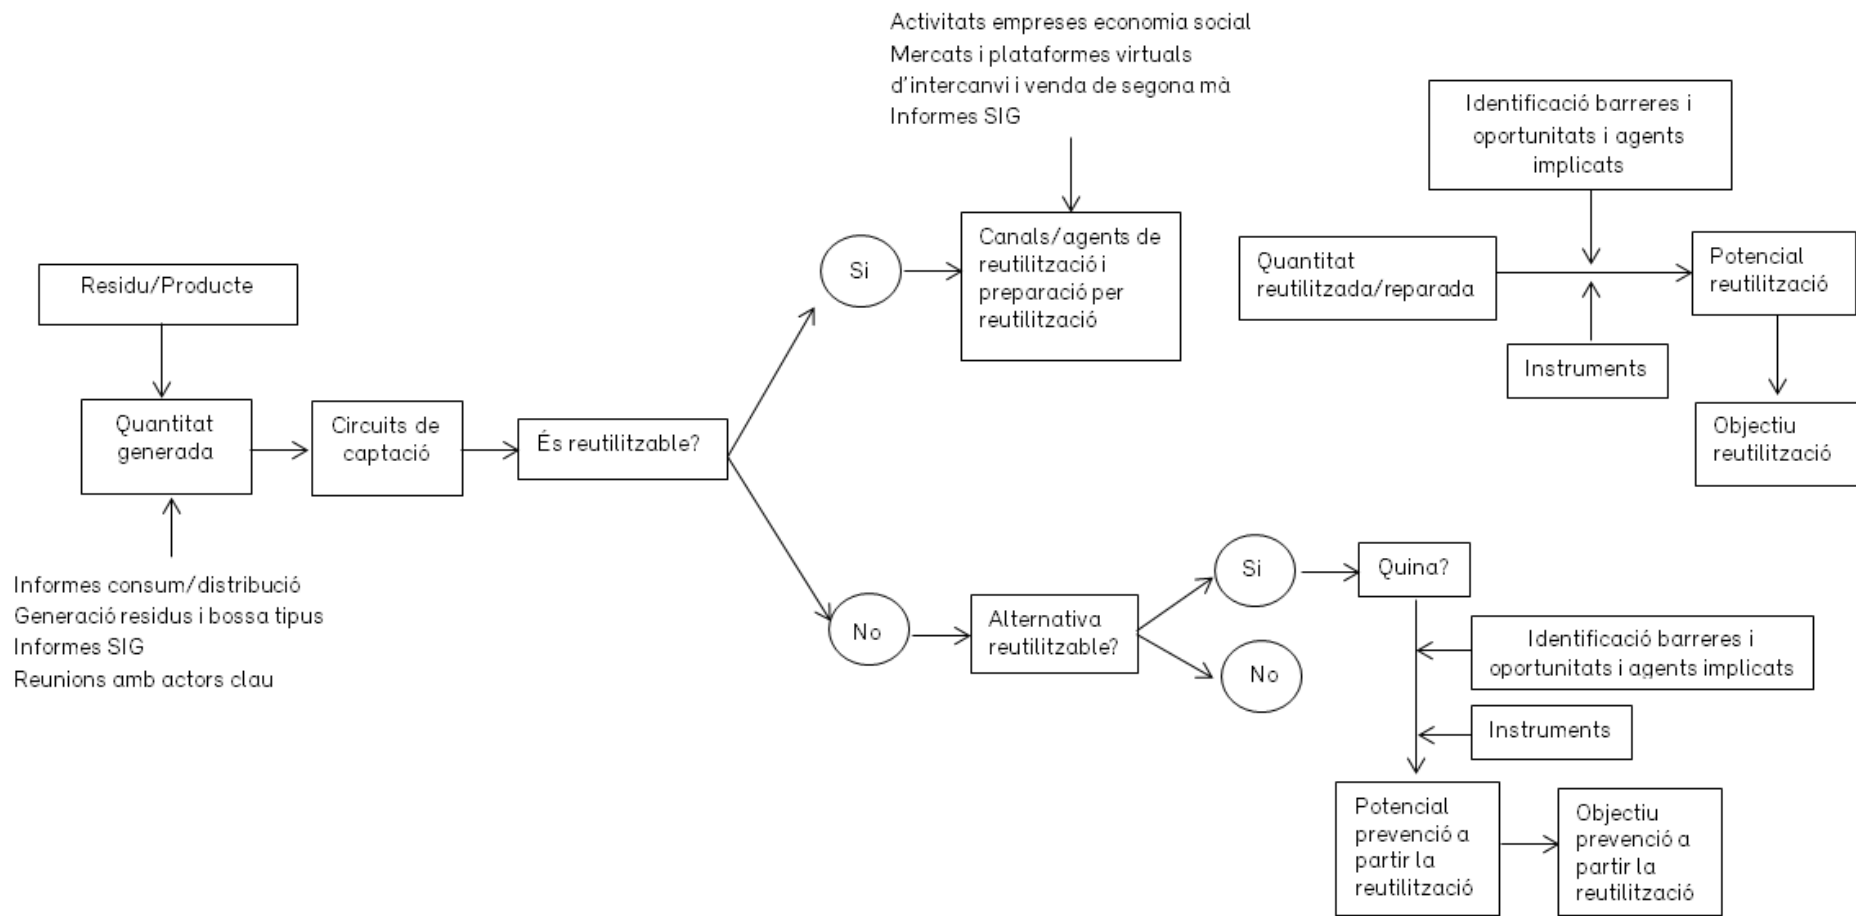 Activitats empreses economia social
Mercats i plataformes virtuals
d'intercanvi i venda de segona mà
Informes SIG
Identificació barreres i
oportunitats i agents
implicats
Residu/Producte
Si
Canals/agents de
reutilització i
preparació per
reutilització
Quantitat
reutilitzada/reparada
Potencial
reutilització
Instruments
Quantitat
generada
Circuits de
captació
És reutilitzable?
Objectiu
reutilització
Informes consum/distribució
Generació residus i bossa tipus
Informes SIG
Reunions amb actors clau
No
Alternativa
reutilitzable?
Si
No
Quina?
Identificació barreres i
oportunitats i agents implicats
Instruments
Potencial
prevenció a
partir la
reutilització
Objectiu
prevenció a
partir la
reutilització